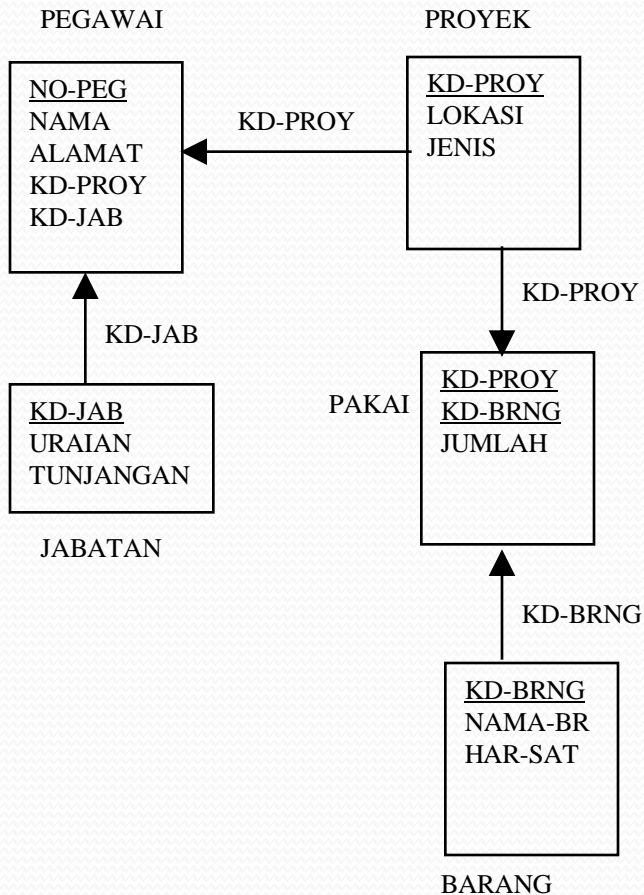 PEGAWAI
NO-PEG
NAMA
ALAMAT
KD-PROY
KD-JAB
KD-PROY
PROYEK
KD-PROY
LOKASI
JENIS
KD-JAB
KD-JAB
URAIAN
TUNJANGAN
JABATAN
KD-PROY
PAKAI
KD-PROY
KD-BRNG
JUMLAH
KD-BRNG
KD-BRNG
NAMA-BR
HAR-SAT
BARANG